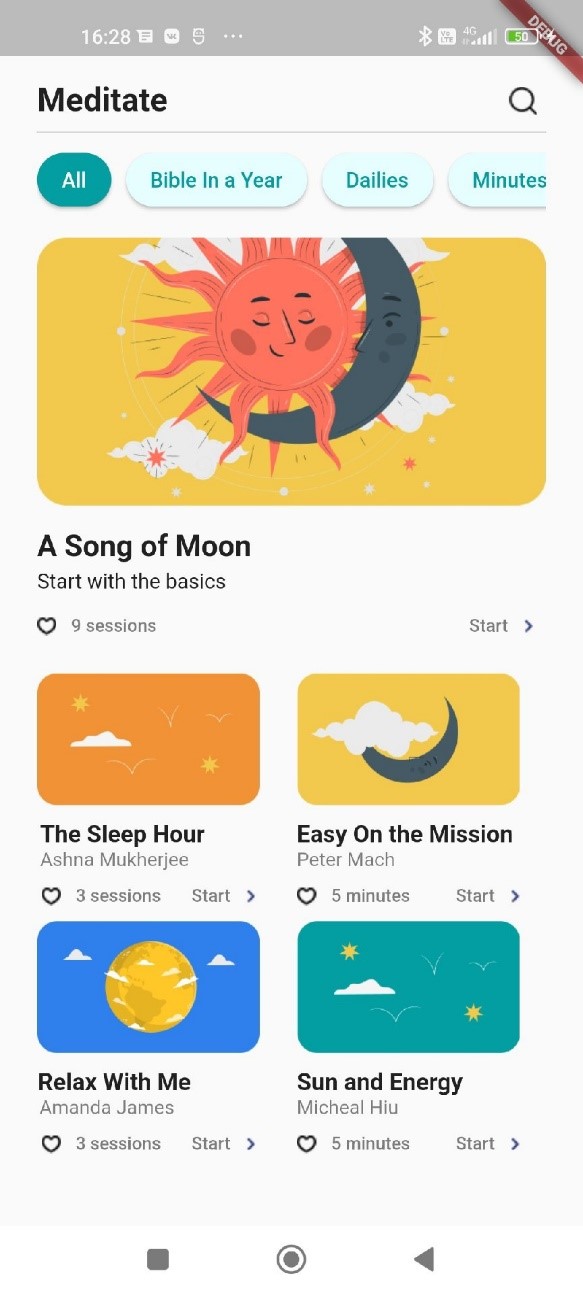 16:28 ... Vo LTE 4G 50
DEBUG
Meditate
All Bible In a Year Dailies Minutes
A Song of Moon
Start with the basics
9 sessions Start
The Sleep Hour Easy On the Mission
Ashna Mukherjee Peter Mach
3 sessions Start 5 minutes Start
Relax With Me Sun and Energy
Amanda James Micheal Hiu
3 sessions Start 5 minutes Start